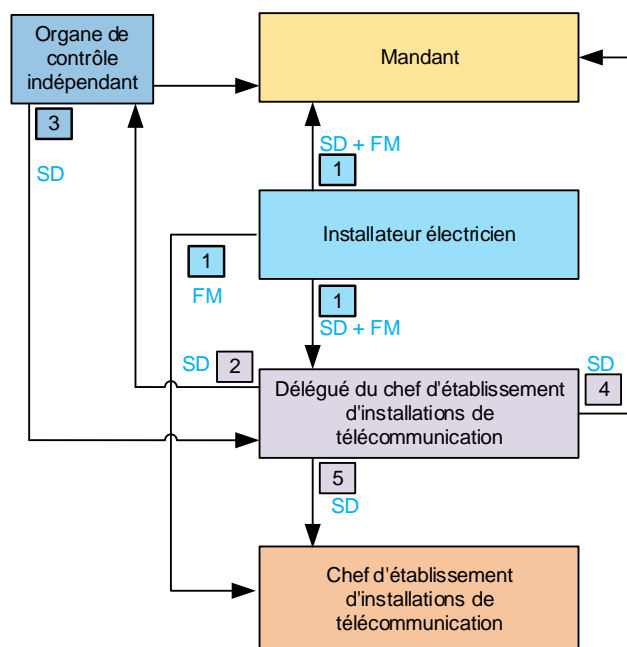 Organe de
contrôle
indépendant
Mandant
3
SD
SD + FM
1
Installateur électricien
1
FM
1
SD + FM
SD
2
Délégué du chef d'établissement
d'installations de
télécommunication
SD
4
5
SD
Chef d'établissement
d'installations de
télécommunication